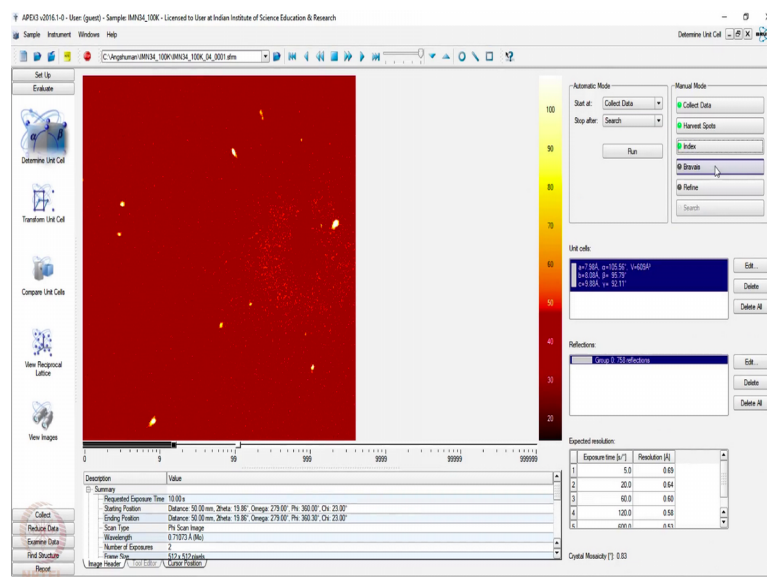 APEX3 v2016.1-0 - User: (guest) - Sample: IMN34_100K - Licensed to User at Indian Institute of Science Education & Research
Sample Instrument Windows Help
Determine Unit Cell
C:\Angshuman\IMN34_100K\IMN34_100K_04_0001.sfrm
Set Up
Evaluate
Determine Unit Cell
Transform Unit Cell
Compare Unit Cells
View Reciprocal
Lattice
View Images
Collect
Reduce Data
Examine Data
Find Structure
Report
100
90
80
70
60
50
40
30
20
0 9 99 999 9999 99999 999999
Description Value
Summary
Requested Exposure Time 10.00 s
Starting Position Distance: 50.00 mm, 2theta: 19.86°, Omega: 279.00°, Phi: 360.00°, Chi: 23.00°
Ending Position Distance: 50.00 mm, 2theta: 19.86°, Omega: 279.00°, Phi: 360.30°, Chi: 23.00°
Scan Type Phi Scan Image
Wavelength 0.71073 Å (Mo)
Number of Exposures 2
Frame Size 512 x 512 pixels
Image Header Tool Editor Cursor Position
Automatic Mode
Start at: Collect Data
Stop after: Search
Run
Manual Mode
Collect Data
Harvest Spots
Index
Bravais
Refine
Search
Unit cells:
a=7.98Å, α=105.56°, V=609Å³
b=8.08Å, β= 95.79°
c=9.88Å, γ= 92.11°
Edit...
Delete
Delete All
Reflections:
Group 0: 758 reflections
Edit...
Delete
Delete All
Expected resolution:
Exposure time [s/°] Resolution [Å]
1 5.0 0.69
2 20.0 0.64
3 60.0 0.60
4 120.0 0.58
5 600.0 0.53
Crystal Mosaicity [°]: 0.83